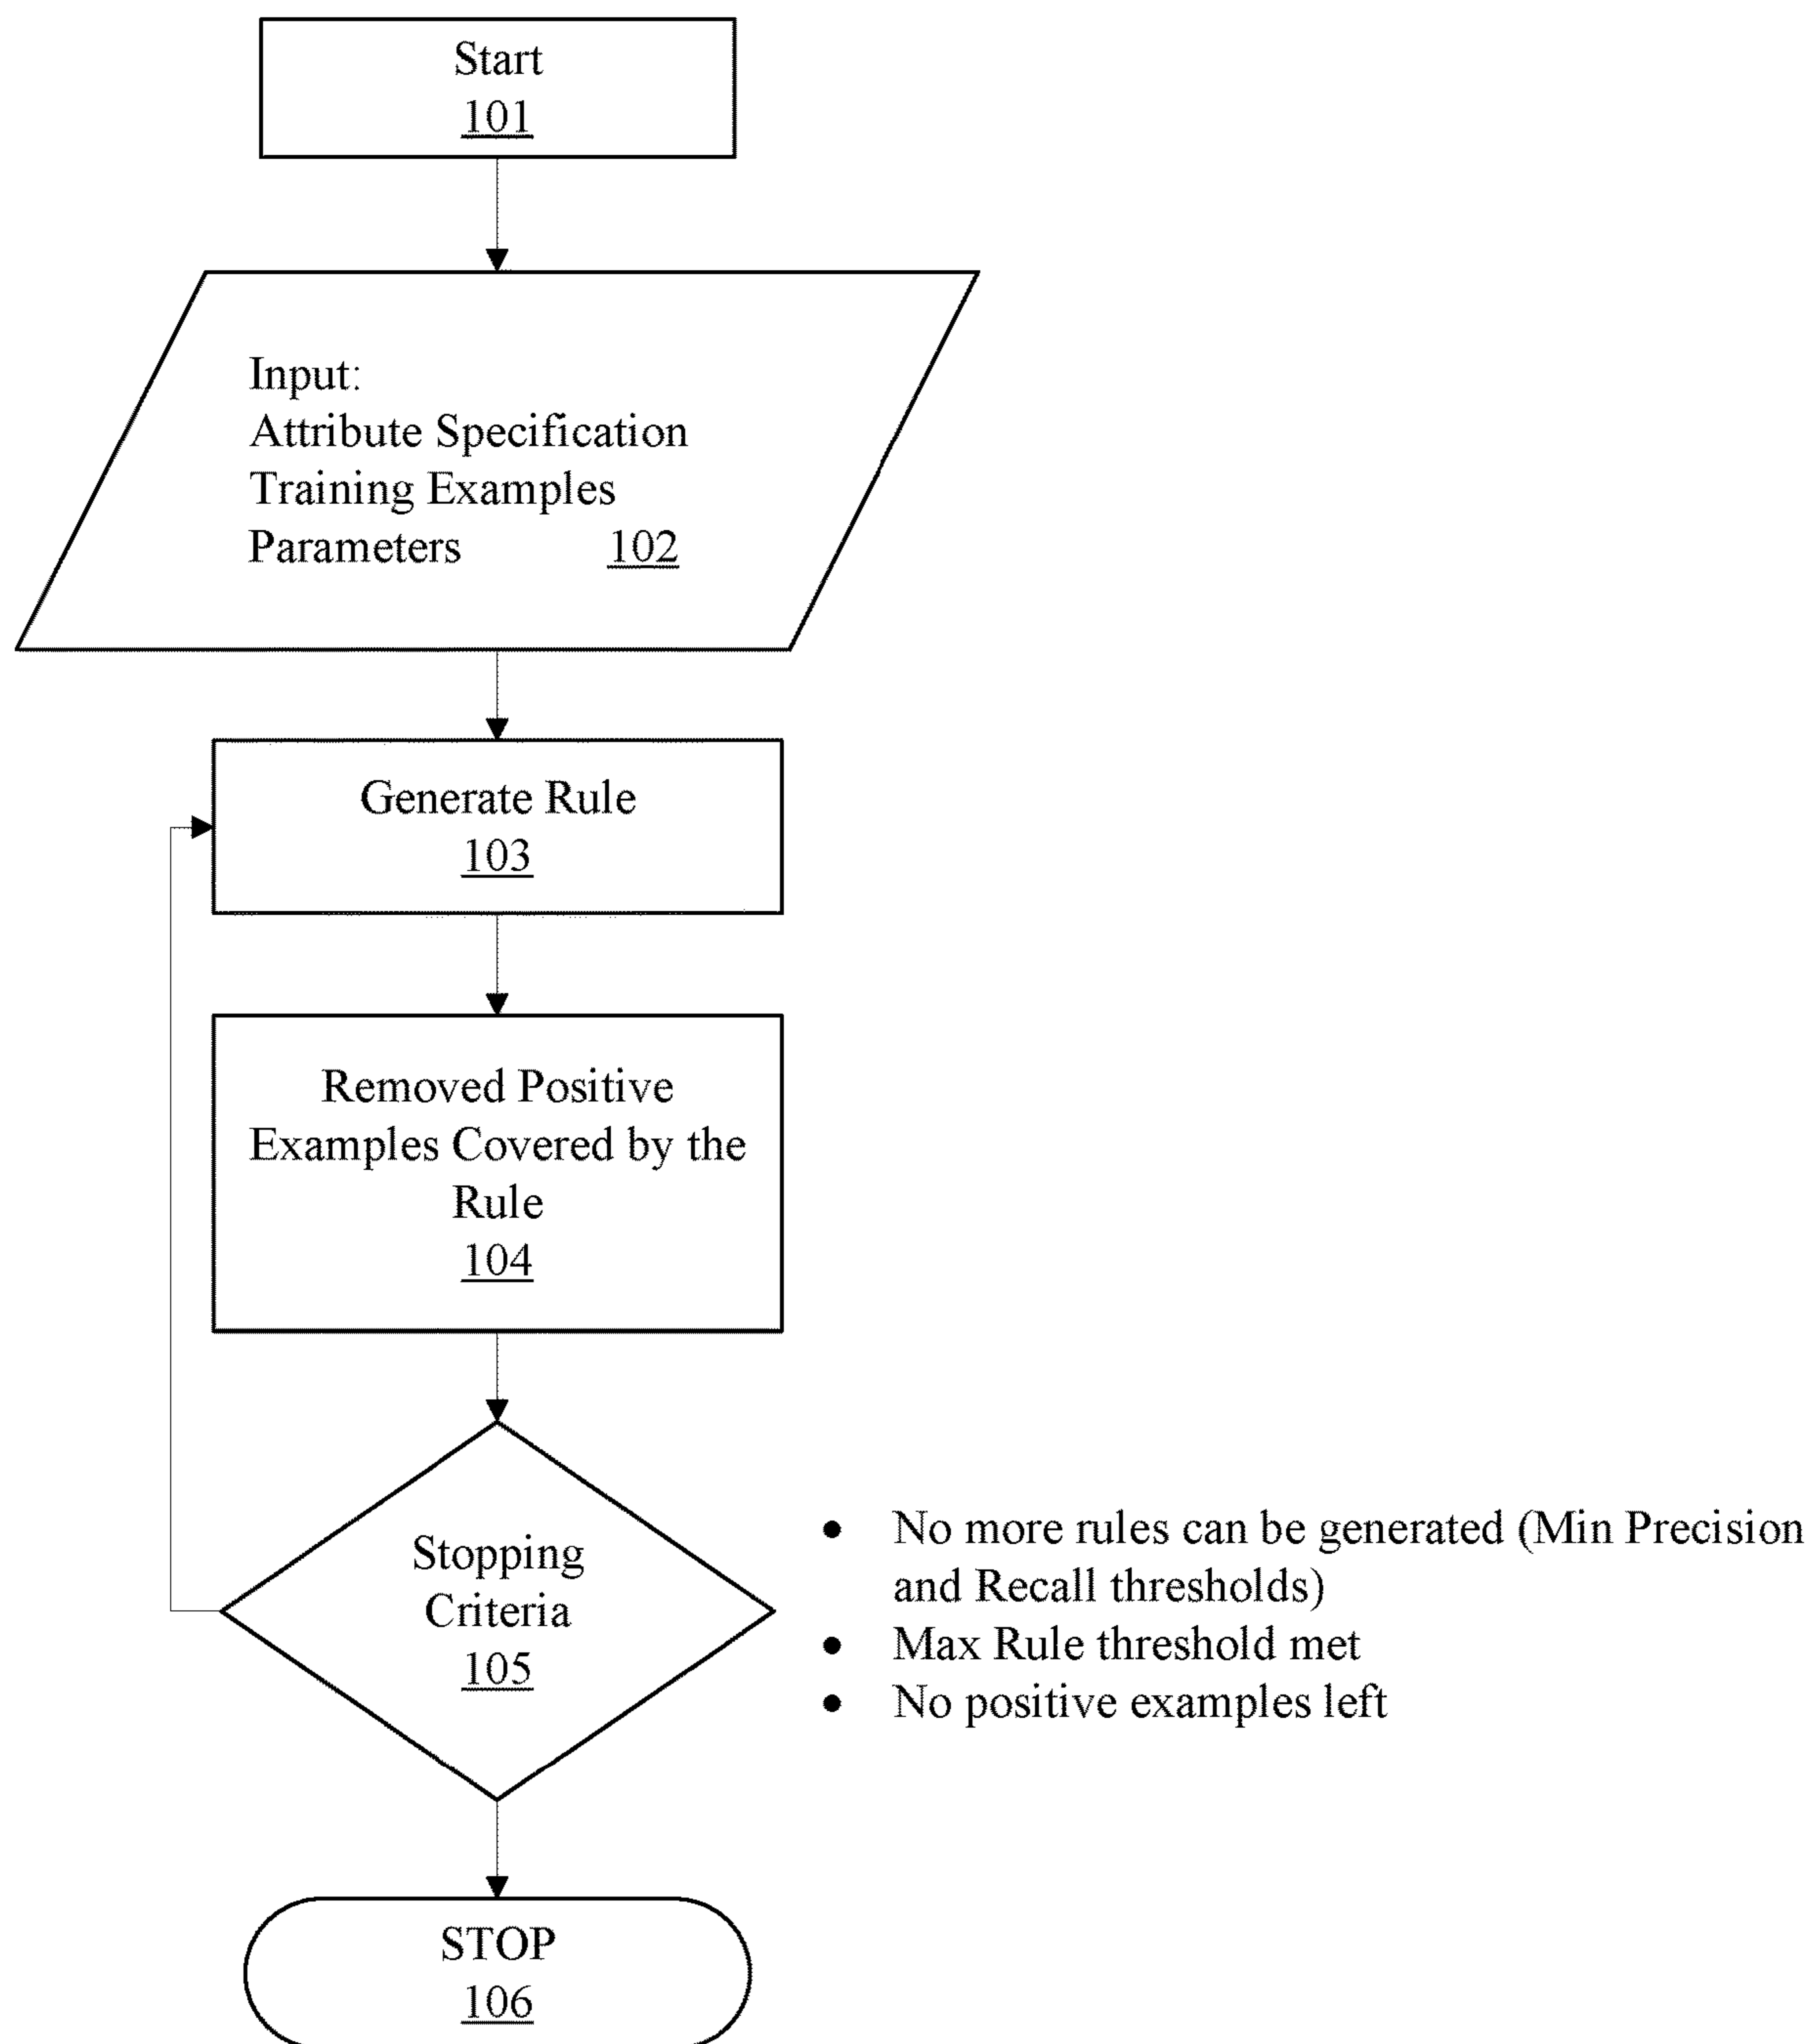 Start
101
Input:
Attribute Specification
Training Examples
Parameters 102
Generate Rule
103
Removed Positive
Examples Covered by the
Rule
104
Stopping
Criteria
105
• No more rules can be generated (Min Precision
and Recall thresholds)
• Max Rule threshold met
• No positive examples left
STOP
106